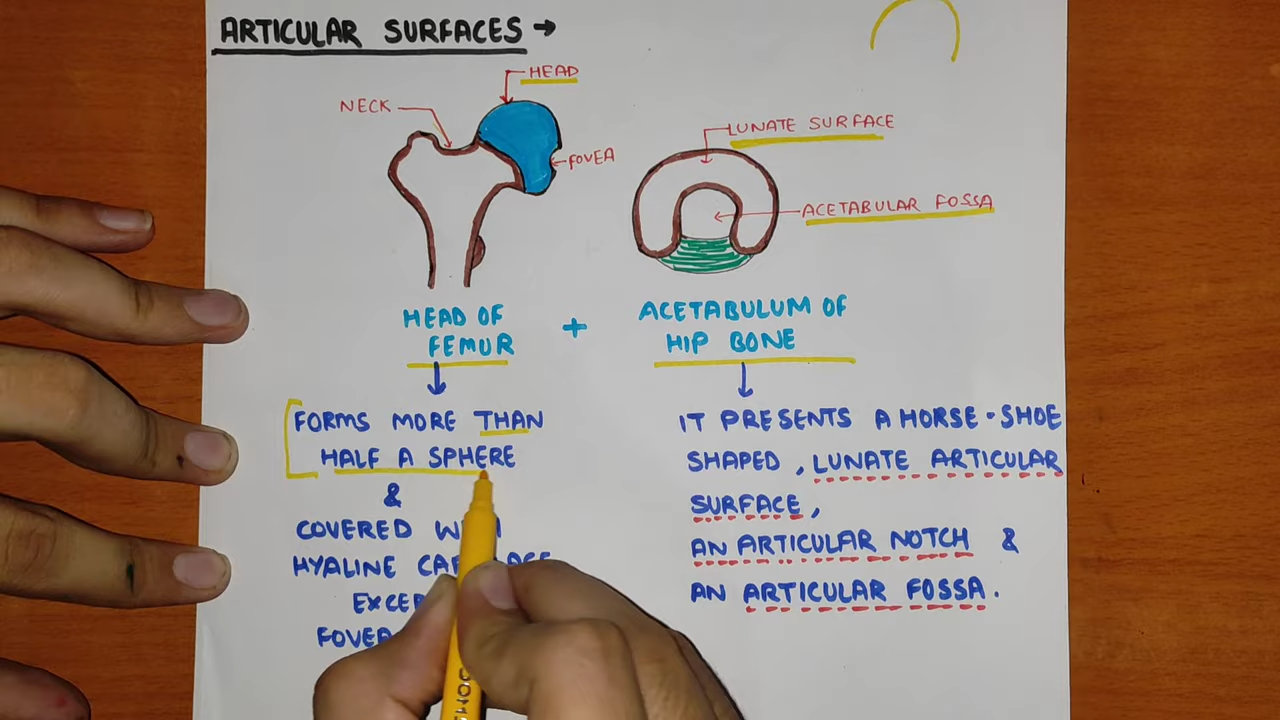 ARTICULAR SURFACES →
HEAD
NECK
FOVEA
LUNATE SURFACE
ACETABULAR FOSSA
HEAD OF
FEMUR
+
ACETABULUM OF
HIP BONE
FORMS MORE THAN
HALF A SPHERE
&
COVERED
HYALINE
FOVEA
IT PRESENTS A HORSE-SHOE
SHAPED, LUNATE ARTICULAR
SURFACE,
AN ARTICULAR NOTCH &
AN ARTICULAR FOSSA.